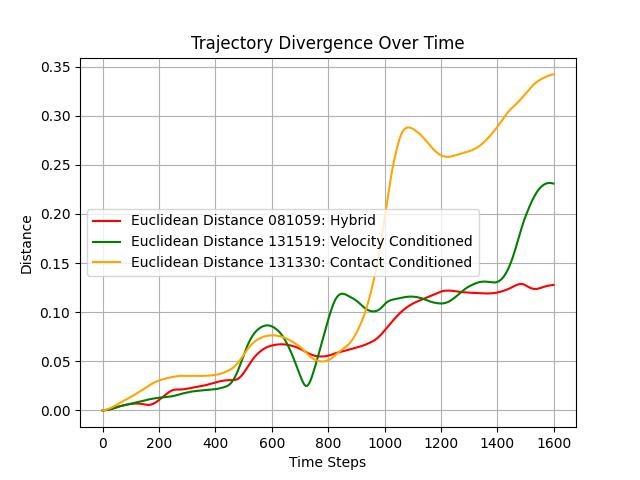 Trajectory Divergence Over Time
0.35
0.30
0.25
0.20
0.15
0.10
0.05
0.00
Distance
Euclidean Distance 081059: Hybrid
Euclidean Distance 131519: Velocity Conditioned
Euclidean Distance 131330: Contact Conditioned
0 200 400 600 800 1000 1200 1400 1600
Time Steps